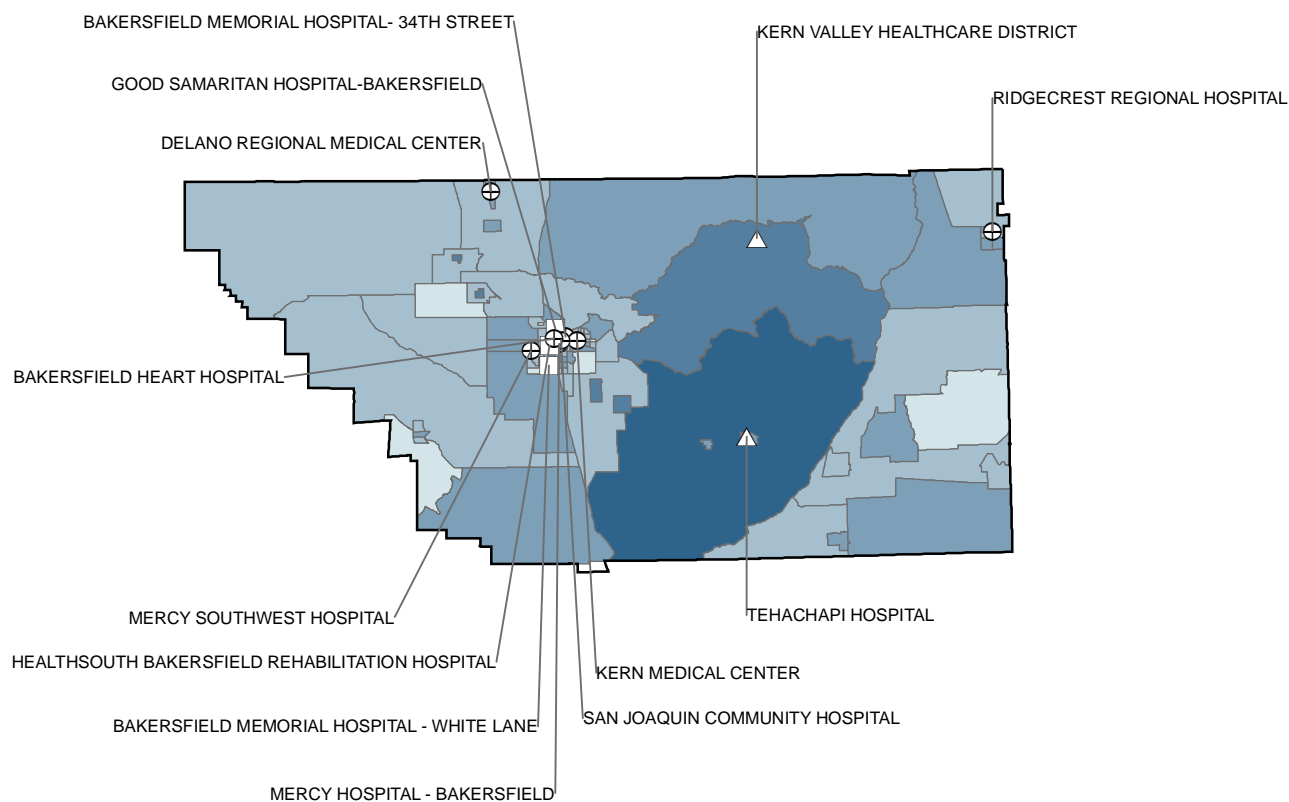 BAKERSFIELD MEMORIAL HOSPITAL- 34TH STREET
KERN VALLEY HEALTHCARE DISTRICT
GOOD SAMARITAN HOSPITAL-BAKERSFIELD
RIDGECREST REGIONAL HOSPITAL
DELANO REGIONAL MEDICAL CENTER
BAKERSFIELD HEART HOSPITAL
MERCY SOUTHWEST HOSPITAL
TEHACHAPI HOSPITAL
HEALTHSOUTH BAKERSFIELD REHABILITATION HOSPITAL
KERN MEDICAL CENTER
BAKERSFIELD MEMORIAL HOSPITAL - WHITE LANE
SAN JOAQUIN COMMUNITY HOSPITAL
MERCY HOSPITAL - BAKERSFIELD